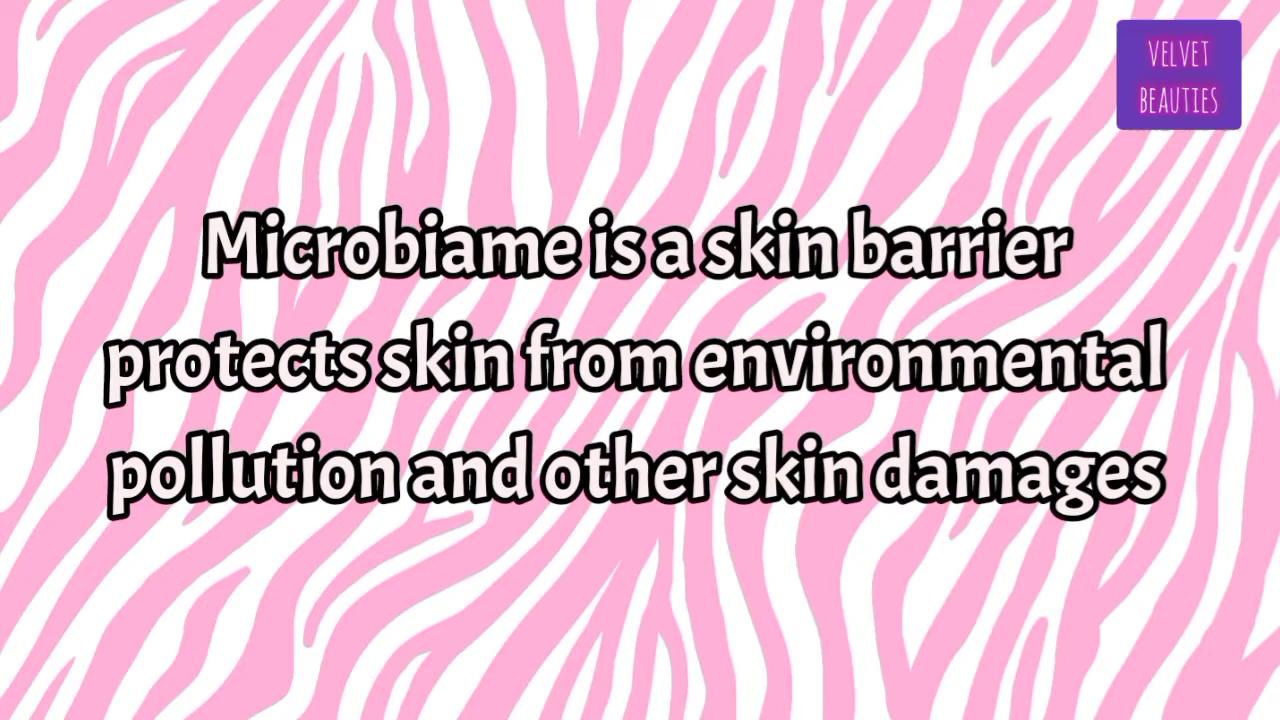 VELVET
BEAUTIES
Microbiame is a skin barrier
protects skin from environmental
pollution and other skin damages